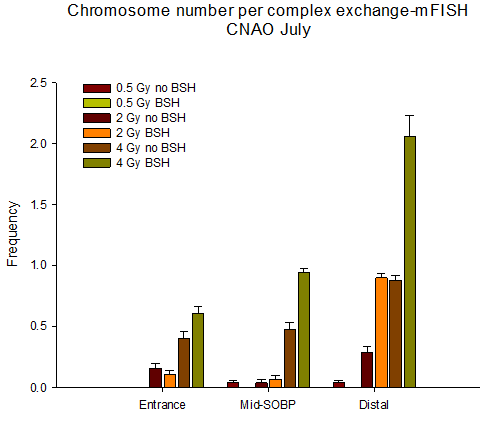 Chromosome number per complex exchange-mFISH
CNAO July
2.5
2.0
1.5
1.0
0.5
0.0
Frequency
0.5 Gy no BSH
0.5 Gy BSH
2 Gy no BSH
2 Gy BSH
4 Gy no BSH
4 Gy BSH
Entrance
Mid-SOBP
Distal